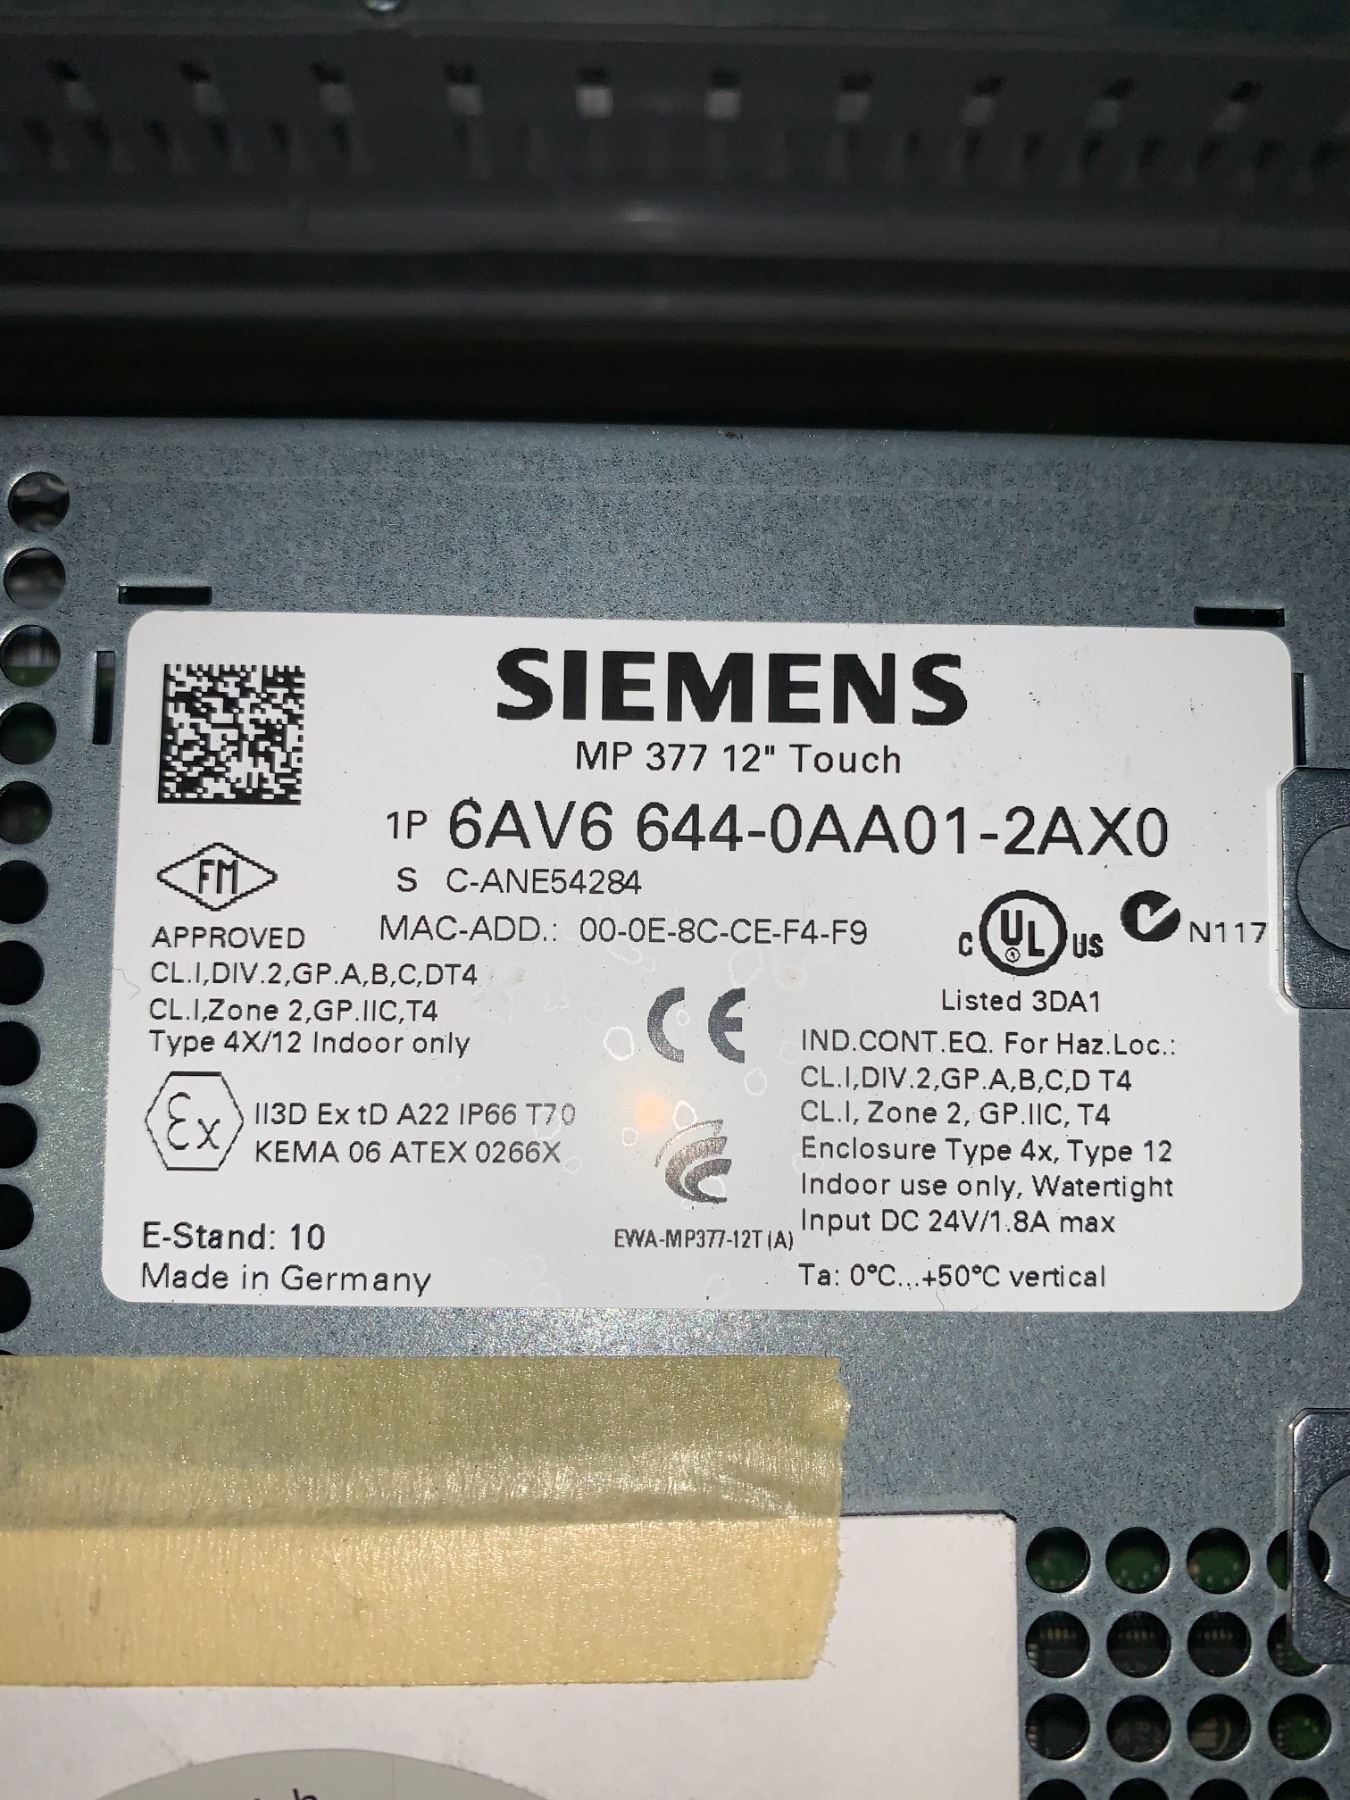 SIEMENS
MP 377 12" Touch
1P 6AV6 644-0AA01-2AX0
S C-ANE54284
MAC-ADD.: 00-0E-8C-CE-F4-F9
FM
APPROVED
CL.I,DIV.2,GP.A,B,C,DT4
CL.I,Zone 2,GP.IIC,T4
Type 4X/12 Indoor only
C UL US
N117
Listed 3DA1
CE
IND.CONT.EQ. For Haz.Loc.:
CL.I,DIV.2,GP.A,B,C,D T4
CL.I, Zone 2, GP.IIC, T4
Enclosure Type 4x, Type 12
Indoor use only, Watertight
Input DC 24V/1.8A max
Ta: 0°C...+50°C vertical
Ex II3D Ex tD A22 IP66 T70
KEMA 06 ATEX 0266X
EWA-MP377-12T (A)
E-Stand: 10
Made in Germany